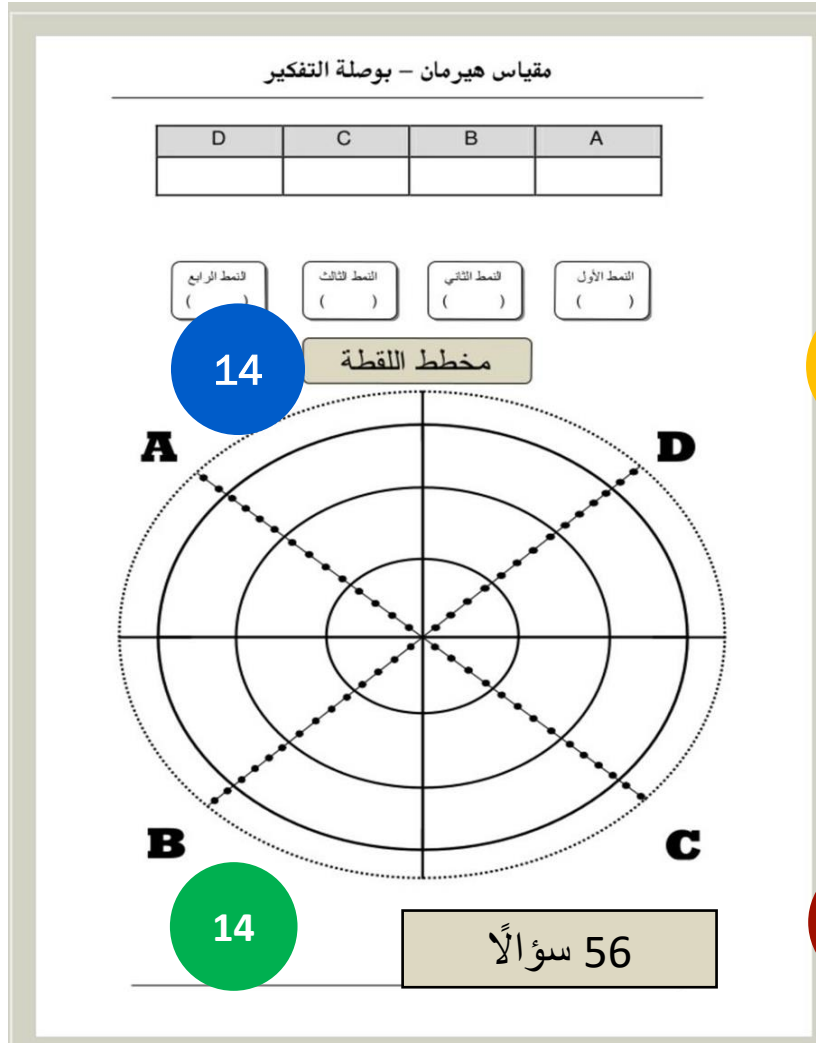 مقياس هيرمان – بوصلة التفكير
A B C D
النمط الأول النمط الثاني النمط الثالث النمط الرابع
( ) ( ) ( ) ( )
14 مخطط اللقطة
A D
B C
14
56 سؤالًا